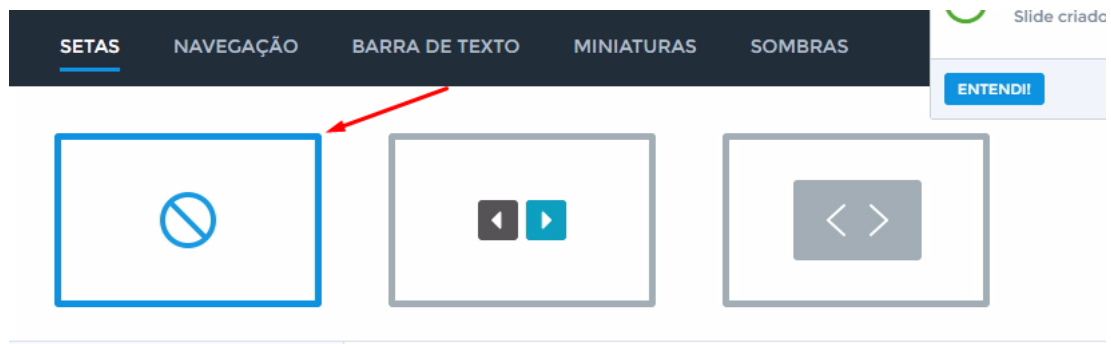 Slide criado
SETAS NAVEGAÇÃO BARRA DE TEXTO MINIATURAS SOMBRAS
ENTENDI!